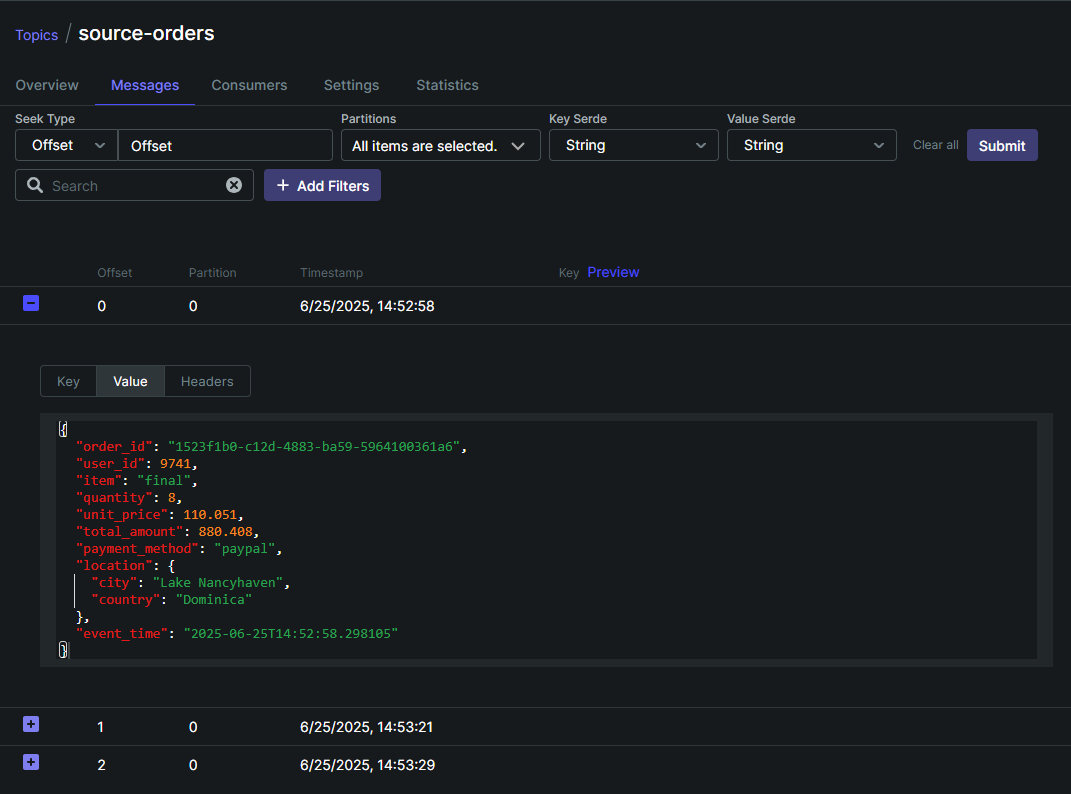 Topics / source-orders
Overview Messages Consumers Settings Statistics
Seek Type Partitions Key Serde Value Serde
Offset Offset All items are selected. String String Clear all Submit
Search + Add Filters
Offset Partition Timestamp Key Preview
0 0 6/25/2025, 14:52:58
Key Value Headers
{
"order_id": "1523f1b0-c12d-4883-ba59-5964100361a6",
"user_id": 9741,
"item": "final",
"quantity": 8,
"unit_price": 110.051,
"total_amount": 880.408,
"payment_method": "paypal",
"location": {
"city": "Lake Nancyhaven",
"country": "Dominica"
},
"event_time": "2025-06-25T14:52:58.298105"
}
1 0 6/25/2025, 14:53:21
2 0 6/25/2025, 14:53:29